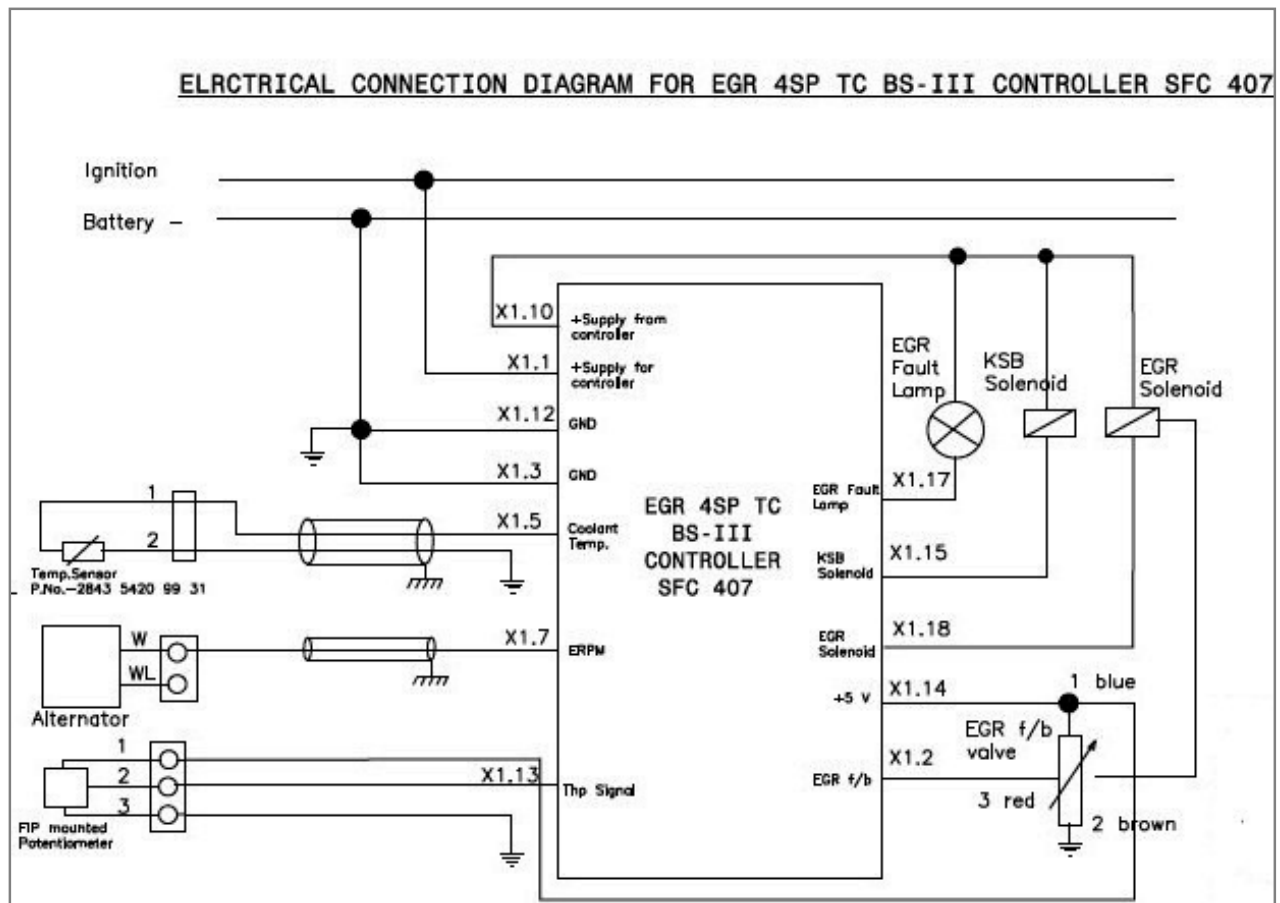 ELRCTRICAL CONNECTION DIAGRAM FOR EGR 4SP TC BS-III CONTROLLER SFC 407
Ignition
Battery -
X1.10
+Supply from
controller
X1.1
+Supply for
controller
X1.12
GND
X1.3
GND
1
2
X1.5
Coolant
Temp.
Temp.Sensor
P.No.-2843 5420 99 31
W
WL
Alternator
X1.7
ERPM
1
2
3
X1.13
Thp Signal
FIP mounted
Potentiometer
EGR 4SP TC
BS-III
CONTROLLER
SFC 407
EGR
Fault
Lamp
KSB
Solenoid
EGR
Solenoid
EGR Fault
Lamp
X1.17
KSB
Solenoid
X1.15
EGR
Solenoid
X1.18
+5 V
X1.14
1 blue
EGR f/b
valve
EGR f/b
X1.2
3 red
2 brown